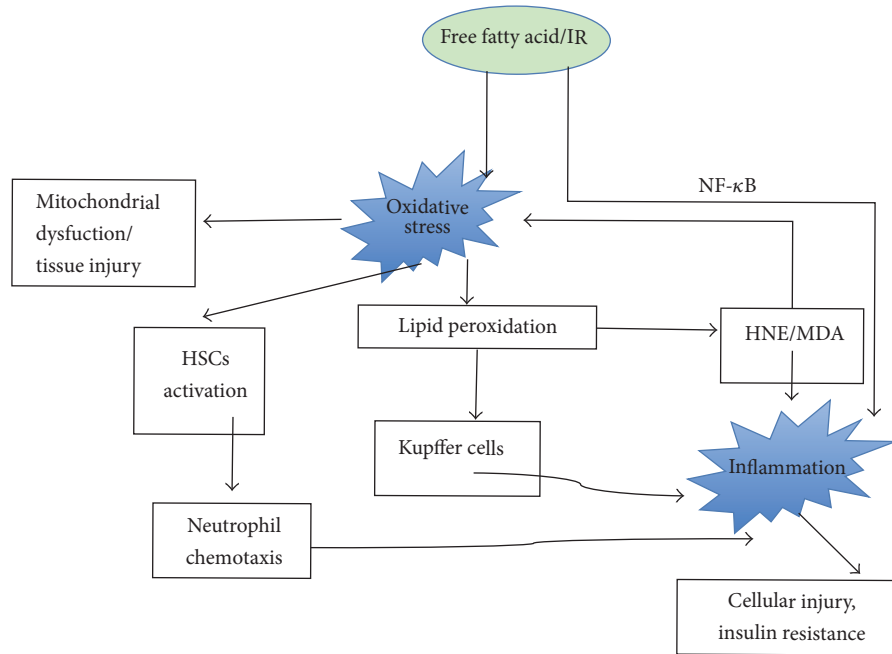 Free fatty acid/IR
NF-κB
Mitochondrial
dysfuction/
tissue injury
Oxidative
stress
Lipid peroxidation
HNE/MDA
HSCs
activation
Kupffer cells
Inflammation
Neutrophil
chemotaxis
Cellular injury,
insulin resistance